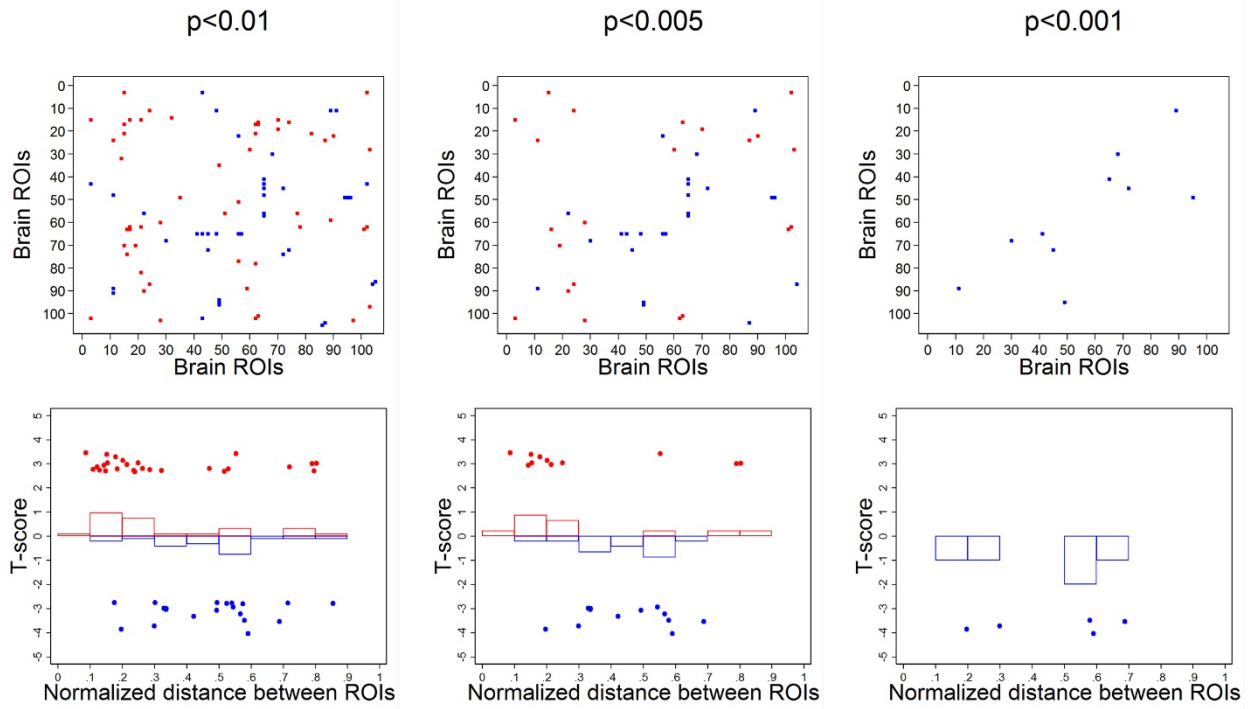 p<0.01 p<0.005 p<0.001
0 0 0
10 10 10
20 20 20
30 30 30
40 40 40
50 50 50
60 60 60
70 70 70
80 80 80
90 90 90
100 100 100
Brain ROIs Brain ROIs Brain ROIs
0 10 20 30 40 50 60 70 80 90 100 0 10 20 30 40 50 60 70 80 90 100 0 10 20 30 40 50 60 70 80 90 100
Brain ROIs Brain ROIs Brain ROIs
5 5 5
4 4 4
3 3 3
2 2 2
1 1 1
0 0 0
-1 -1 -1
-2 -2 -2
-3 -3 -3
-4 -4 -4
-5 -5 -5
T-score T-score T-score
0 .1 .2 .3 .4 .5 .6 .7 .8 .9 1 0 .1 .2 .3 .4 .5 .6 .7 .8 .9 1 0 .1 .2 .3 .4 .5 .6 .7 .8 .9 1
Normalized distance between ROIs Normalized distance between ROIs Normalized distance between ROIs